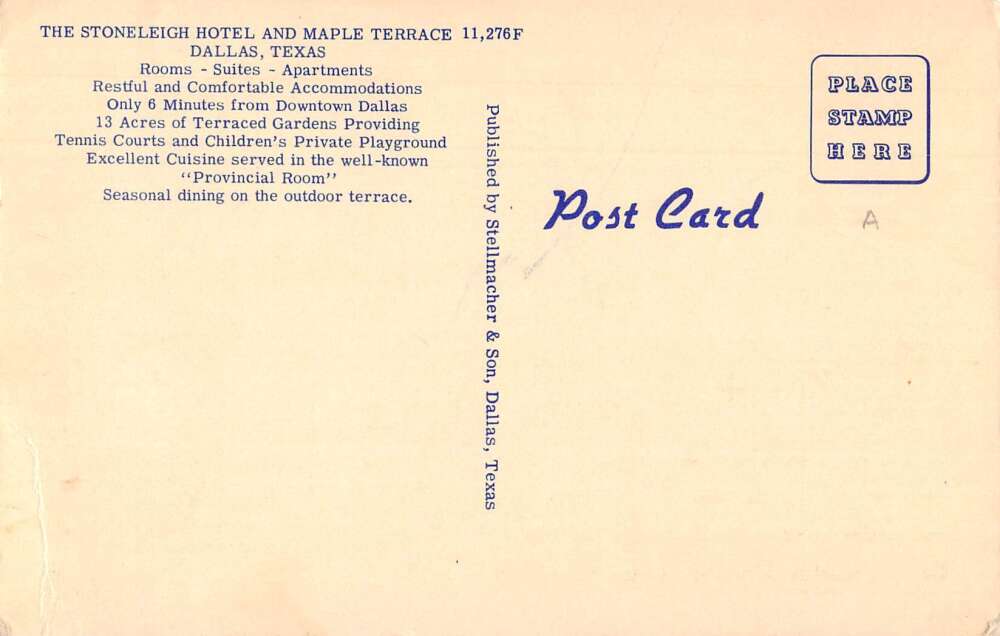 THE STONELEIGH HOTEL AND MAPLE TERRACE 11,276F
DALLAS, TEXAS
Rooms - Suites - Apartments
Restful and Comfortable Accommodations
Only 6 Minutes from Downtown Dallas
13 Acres of Terraced Gardens Providing
Tennis Courts and Children's Private Playground
Excellent Cuisine served in the well-known
"Provincial Room"
Seasonal dining on the outdoor terrace.
Published by Stellmacher & Son, Dallas, Texas
Post Card
PLACE
STAMP
HERE
A